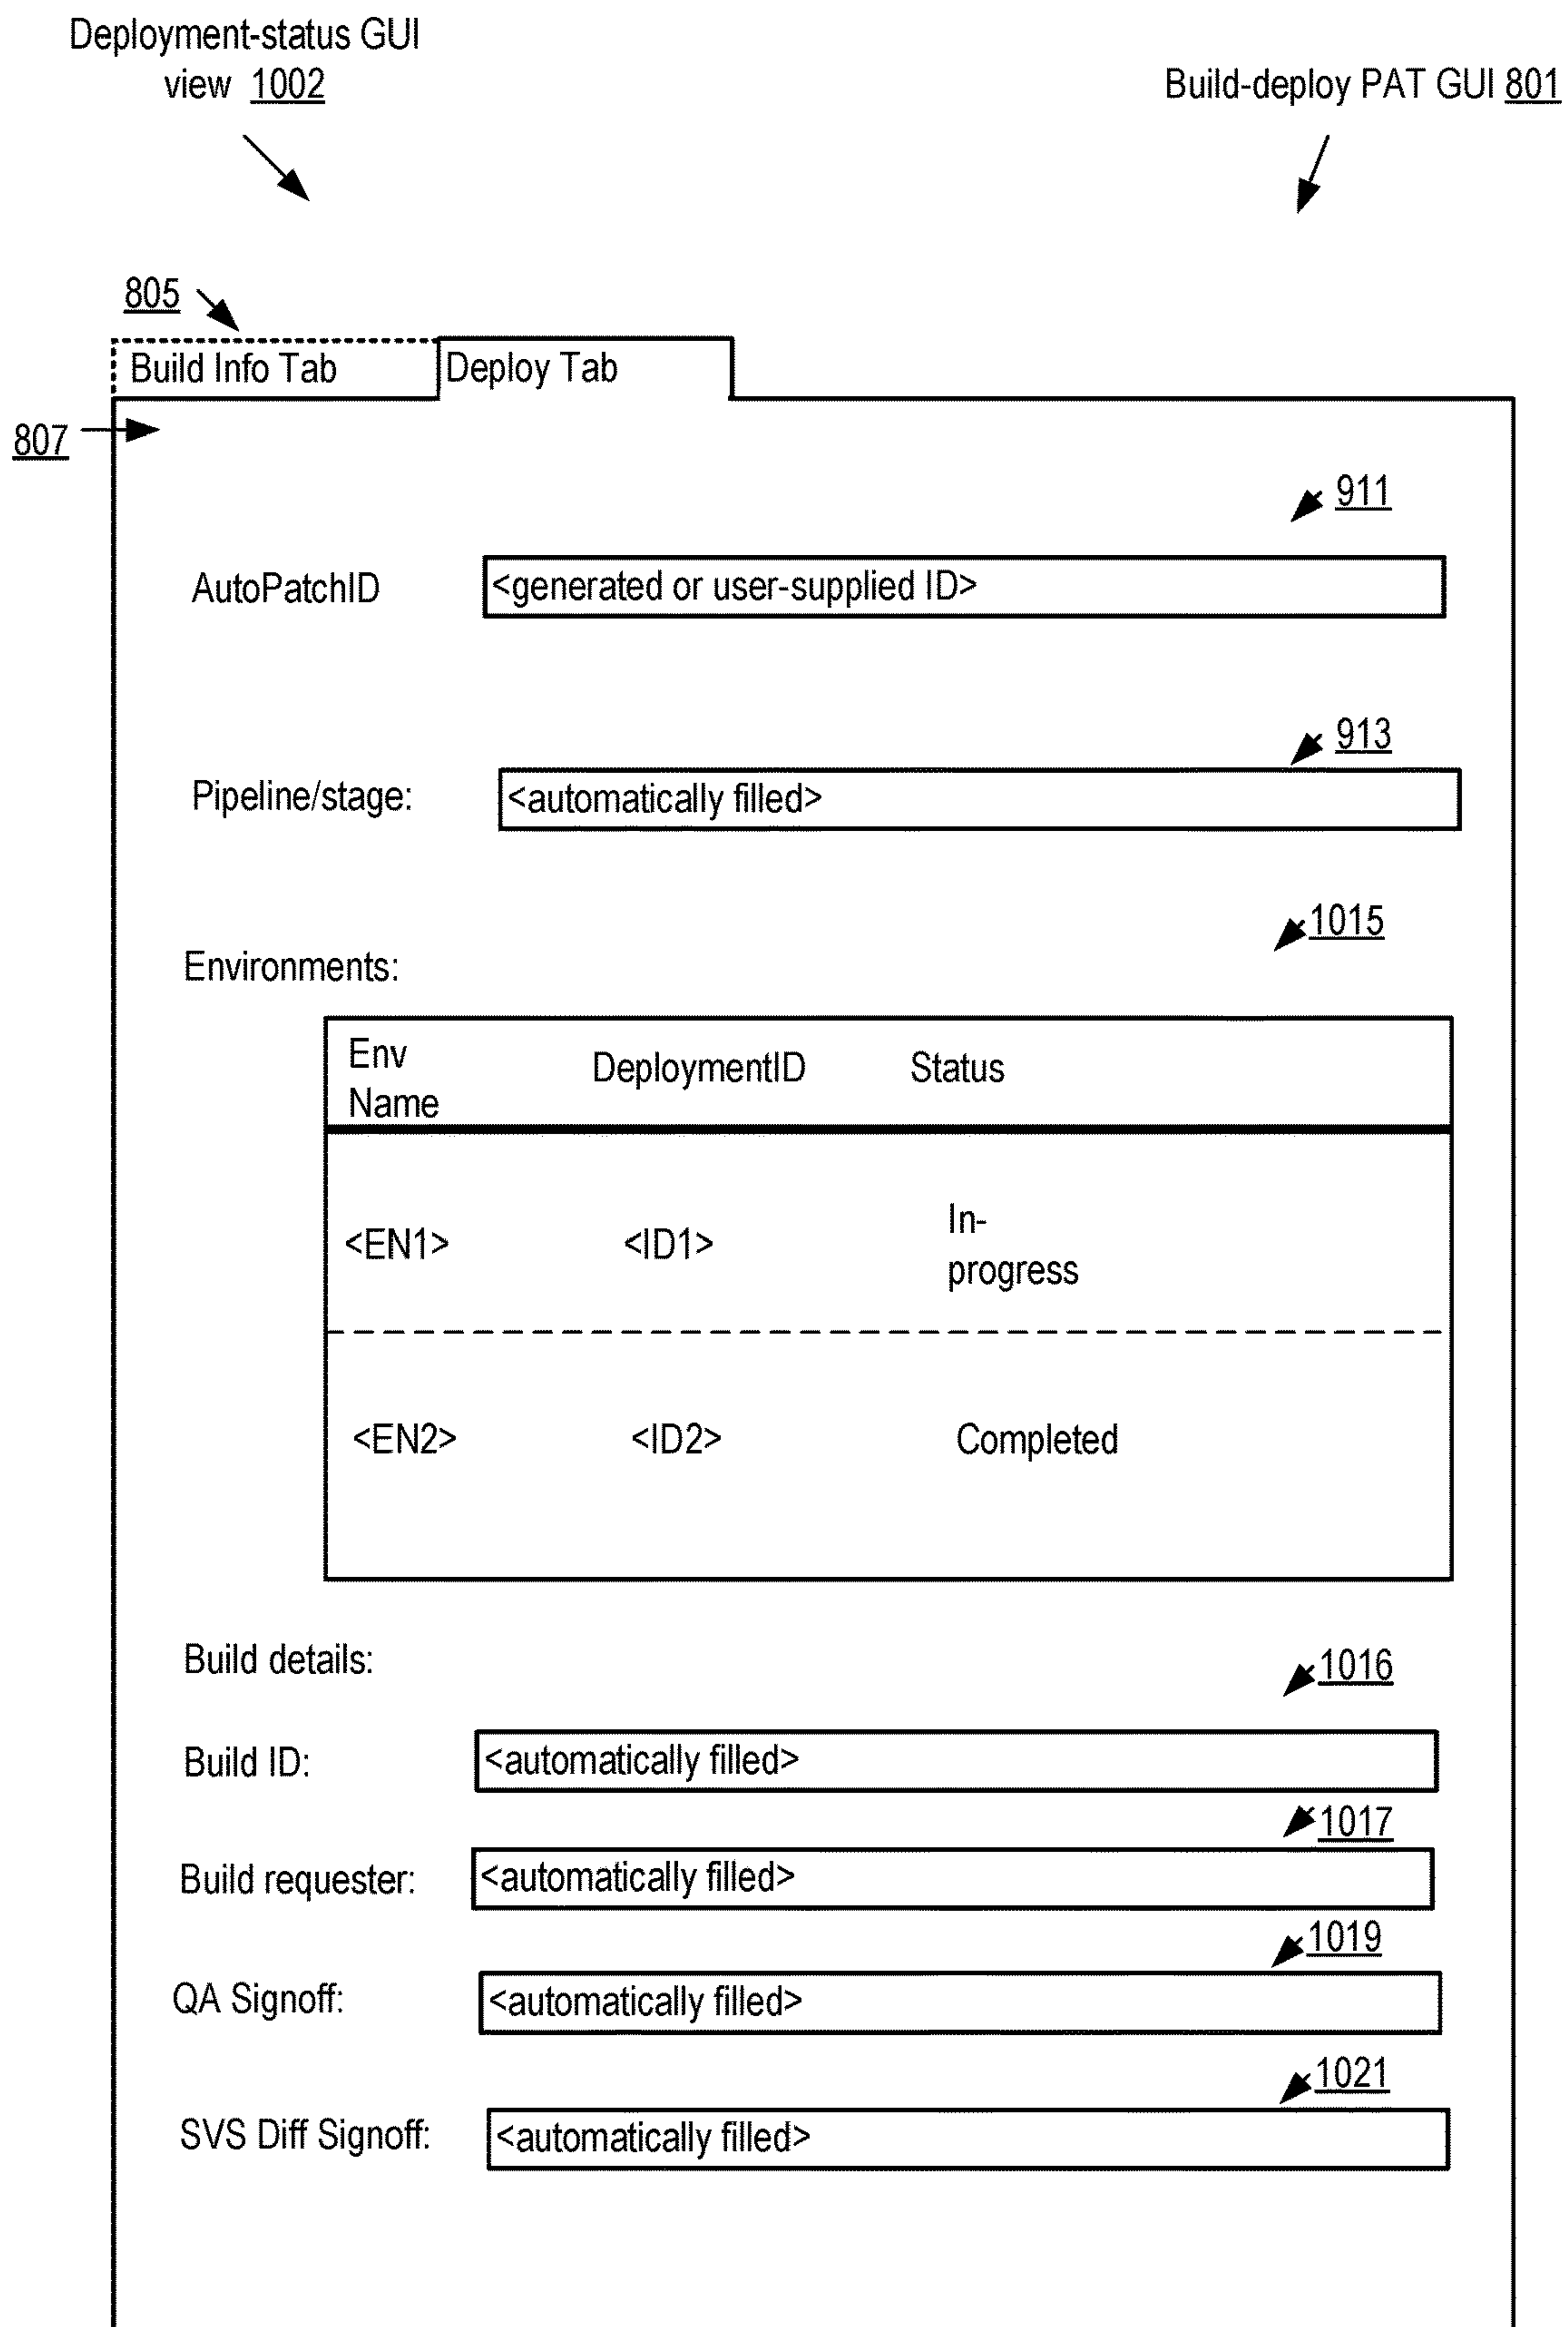 Deployment-status GUI
view 1002
Build-deploy PAT GUI 801
805
Build Info Tab
Deploy Tab
807
911
AutoPatchID
<generated or user-supplied ID>
913
Pipeline/stage:
<automatically filled>
1015
Environments:
Env
Name
DeploymentID
Status
<EN1>
<ID1>
In-
progress
<EN2>
<ID2>
Completed
Build details:
1016
Build ID:
<automatically filled>
1017
Build requester:
<automatically filled>
1019
QA Signoff:
<automatically filled>
1021
SVS Diff Signoff:
<automatically filled>